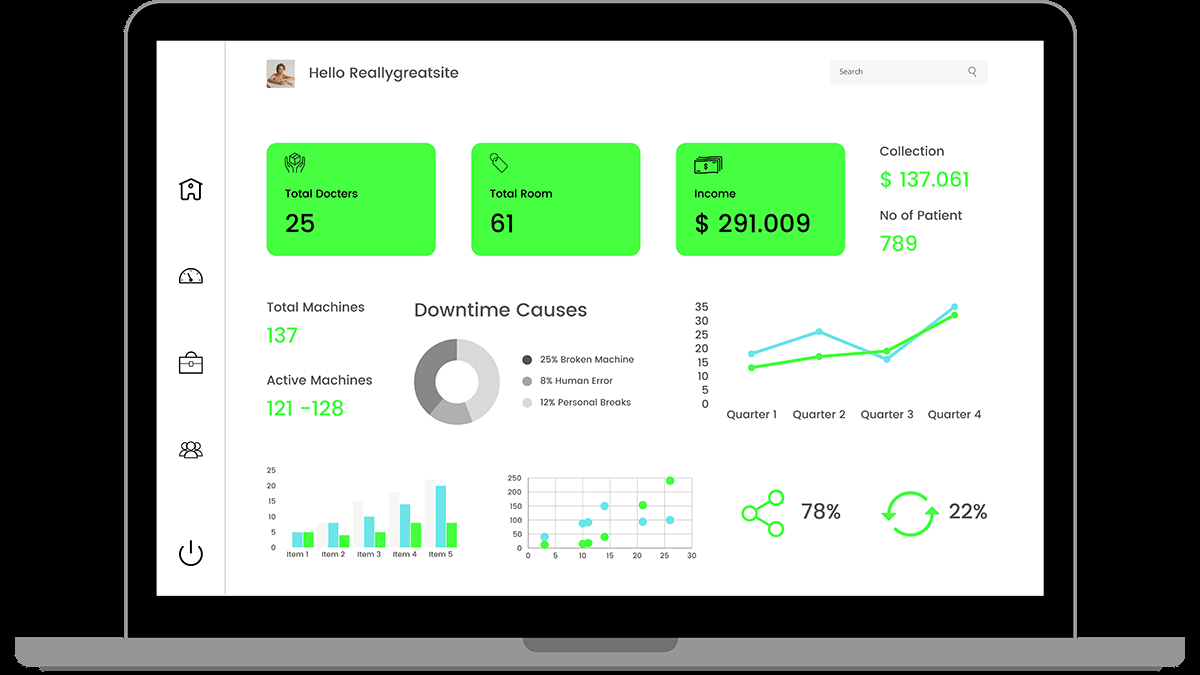 Hello Reallygreatsite
Search
Total Docters
25
Total Room
61
Income
$ 291.009
Collection
$ 137.061
No of Patient
789
Total Machines
137
Active Machines
121 -128
Downtime Causes
25% Broken Machine
8% Human Error
12% Personal Breaks
35
30
25
20
15
10
5
0
Quarter 1 Quarter 2 Quarter 3 Quarter 4
25
20
15
10
5
0
Item 1 Item 2 Item 3 Item 4 Item 5
250
200
150
100
50
0
0 5 10 15 20 25 30
78%
22%